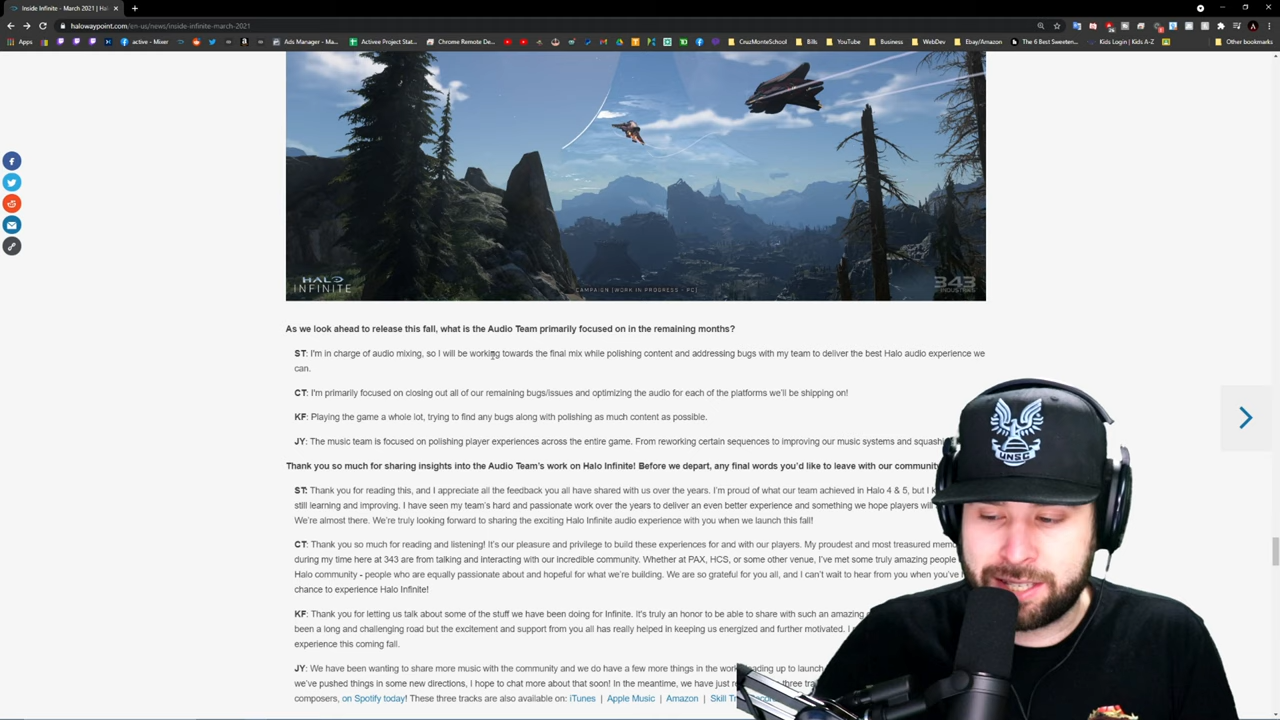 Inside Infinite - March 2021 | Ha
halowaypoint.com/en-us/news/inside-infinite-march-2021
Apps
active - Mixer
Ads Manager - Ma...
Activee Project Stat...
Chrome Remote De...
CruzMonteSchool
Bills
YouTube
Business
WebDev
Ebay/Amazon
The 6 Best Sweeten...
Kids Login | Kids A-Z
Other bookmarks
HALO
INFINITE
CAMPAIGN [WORK IN PROGRESS - PC]
343
INDUSTRIES
As we look ahead to release this fall, what is the Audio Team primarily focused on in the remaining months?
ST: I'm in charge of audio mixing, so I will be working towards the final mix while polishing content and addressing bugs with my team to deliver the best Halo audio experience we
can.
CT: I'm primarily focused on closing out all of our remaining bugs/issues and optimizing the audio for each of the platforms we'll be shipping on!
KF: Playing the game a whole lot, trying to find any bugs along with polishing as much content as possible.
JY: The music team is focused on polishing player experiences across the entire game. From reworking certain sequences to improving our music systems and squash
Thank you so much for sharing insights into the Audio Team's work on Halo Infinite! Before we depart, any final words you'd like to leave with our community
ST: Thank you for reading this, and I appreciate all the feedback you all have shared with us over the years. I'm proud of what our team achieved in Halo 4 & 5, but I
still learning and improving. I have seen my team's hard and passionate work over the years to deliver an even better experience and something we hope players will
We're almost there. We're truly looking forward to sharing the exciting Halo Infinite audio experience with you when we launch this fall!
CT: Thank you so much for reading and listening! It's our pleasure and privilege to build these experiences for and with our players. My proudest and most treasured
during my time here at 343 are from talking and interacting with our incredible community. Whether at PAX, HCS, or some other venue, I've met some truly amazing people
Halo community - people who are equally passionate about and hopeful for what we're building. We are so grateful for you all, and I can't wait to hear from you when you've
chance to experience Halo Infinite!
KF: Thank you for letting us talk about some of the stuff we have been doing for Infinite. It's truly an honor to be able to share with such an amazing
been a long and challenging road but the excitement and support from you all has really helped in keeping us energized and further motivated.
experience this coming fall.
JY: We have been wanting to share more music with the community and we do have a few more things in the work eading up to launch
we've pushed things in some new directions, I hope to chat more about that soon! In the meantime, we have just re three
composers, on Spotify today! These three tracks are also available on: iTunes | Apple Music | Amazon | Skill
UNSC